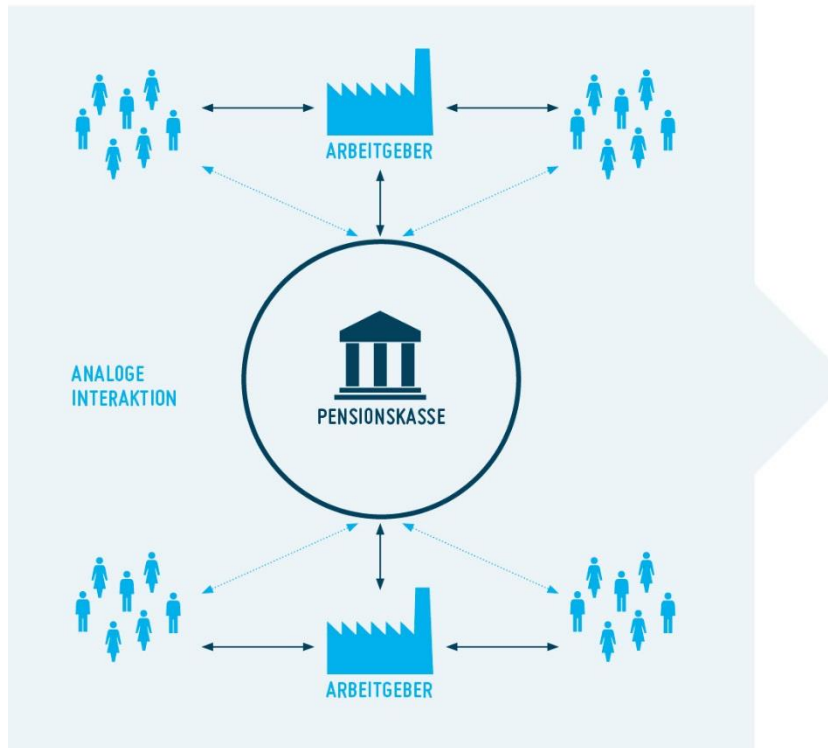 ARBEITGEBER
ANALOGE
INTERAKTION
PENSIONSKASSE
ARBEITGEBER